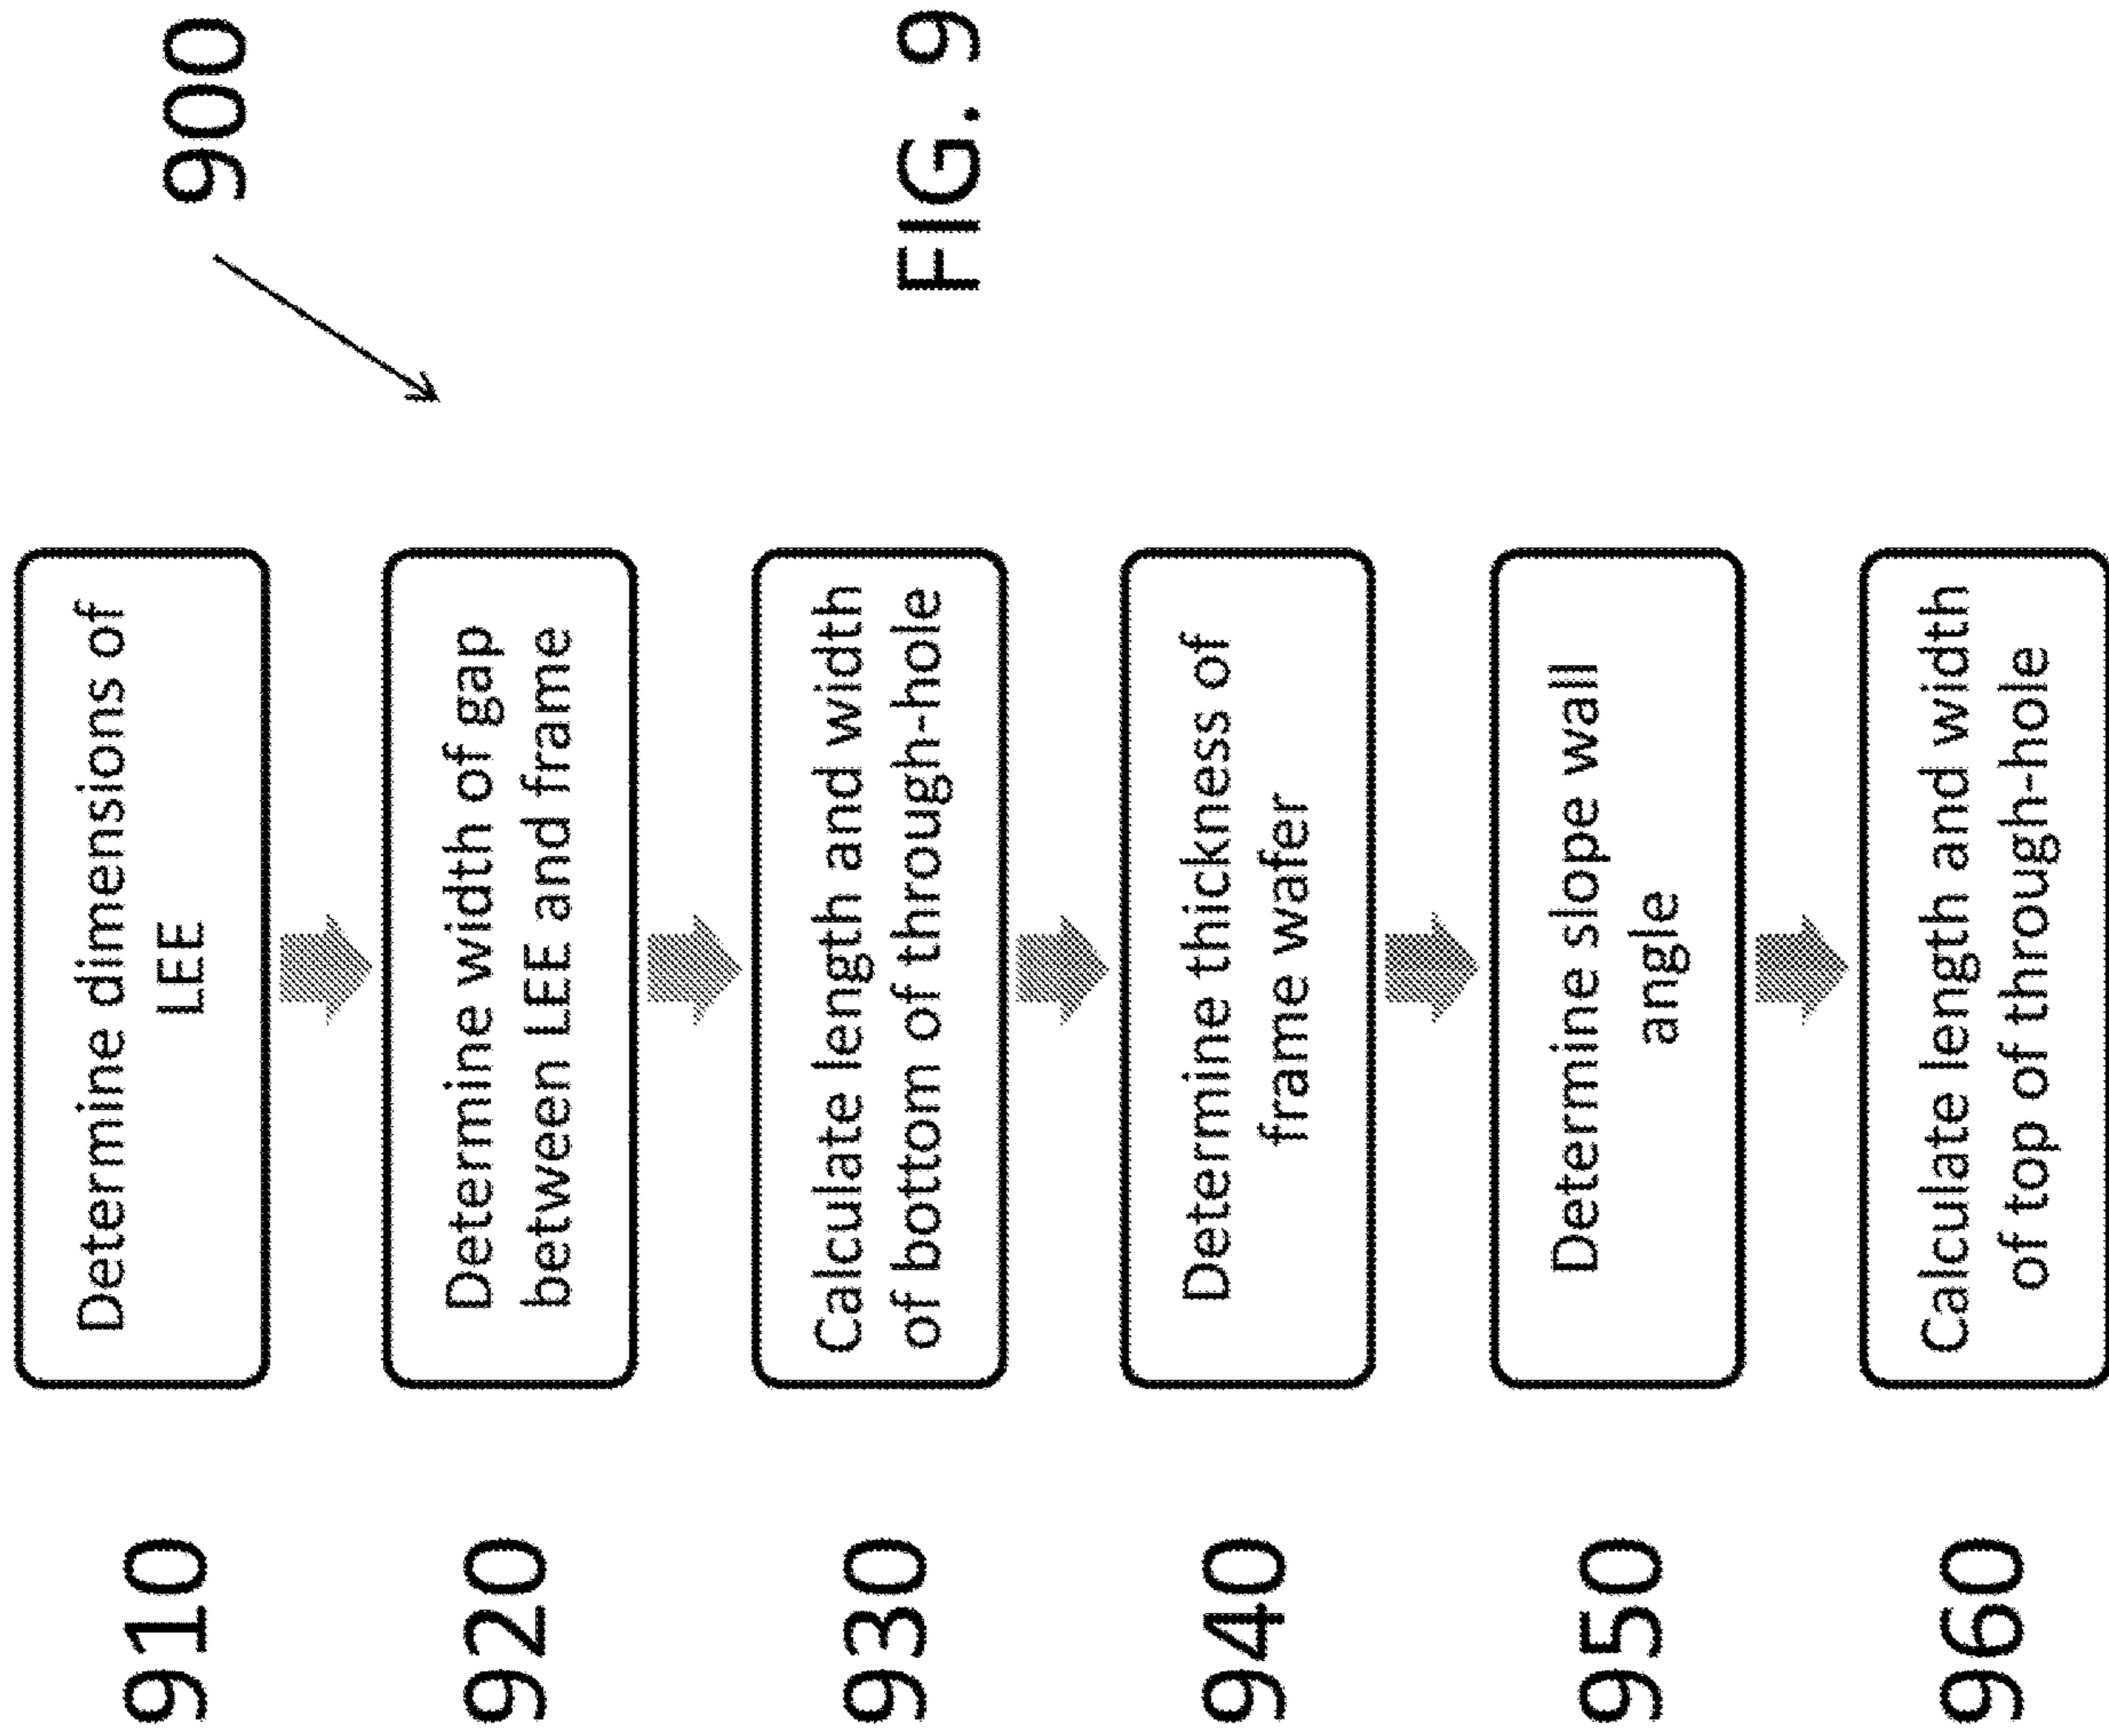 900
910
Determine dimensions of
LEE
920
Determine width of gap
between LEE and frame
930
Calculate length and width
of bottom of through-hole
940
Determine thickness of
frame wafer
950
Determine slope wall
angle
960
Calculate length and width
of top of through-hole
FIG. 9